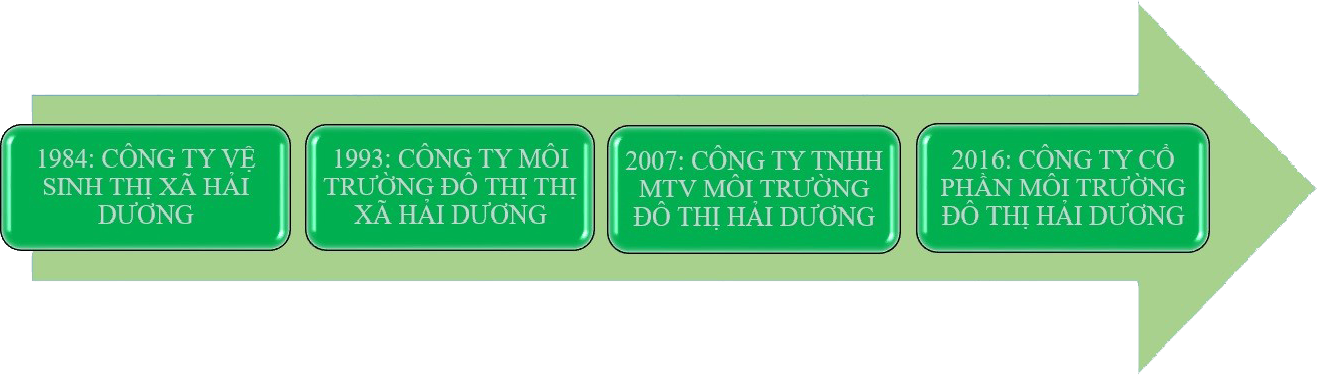 1984: CÔNG TY VỆ
SINH THỊ XÃ HẢI
DƯƠNG
1993: CÔNG TY MÔI
TRƯỜNG ĐÔ THỊ THỊ
XÃ HẢI DƯƠNG
2007: CÔNG TY TNHH
MTV MÔI TRƯỜNG
ĐÔ THỊ HẢI DƯƠNG
2016: CÔNG TY CỔ
PHẦN MÔI TRƯỜNG
ĐÔ THỊ HẢI DƯƠNG